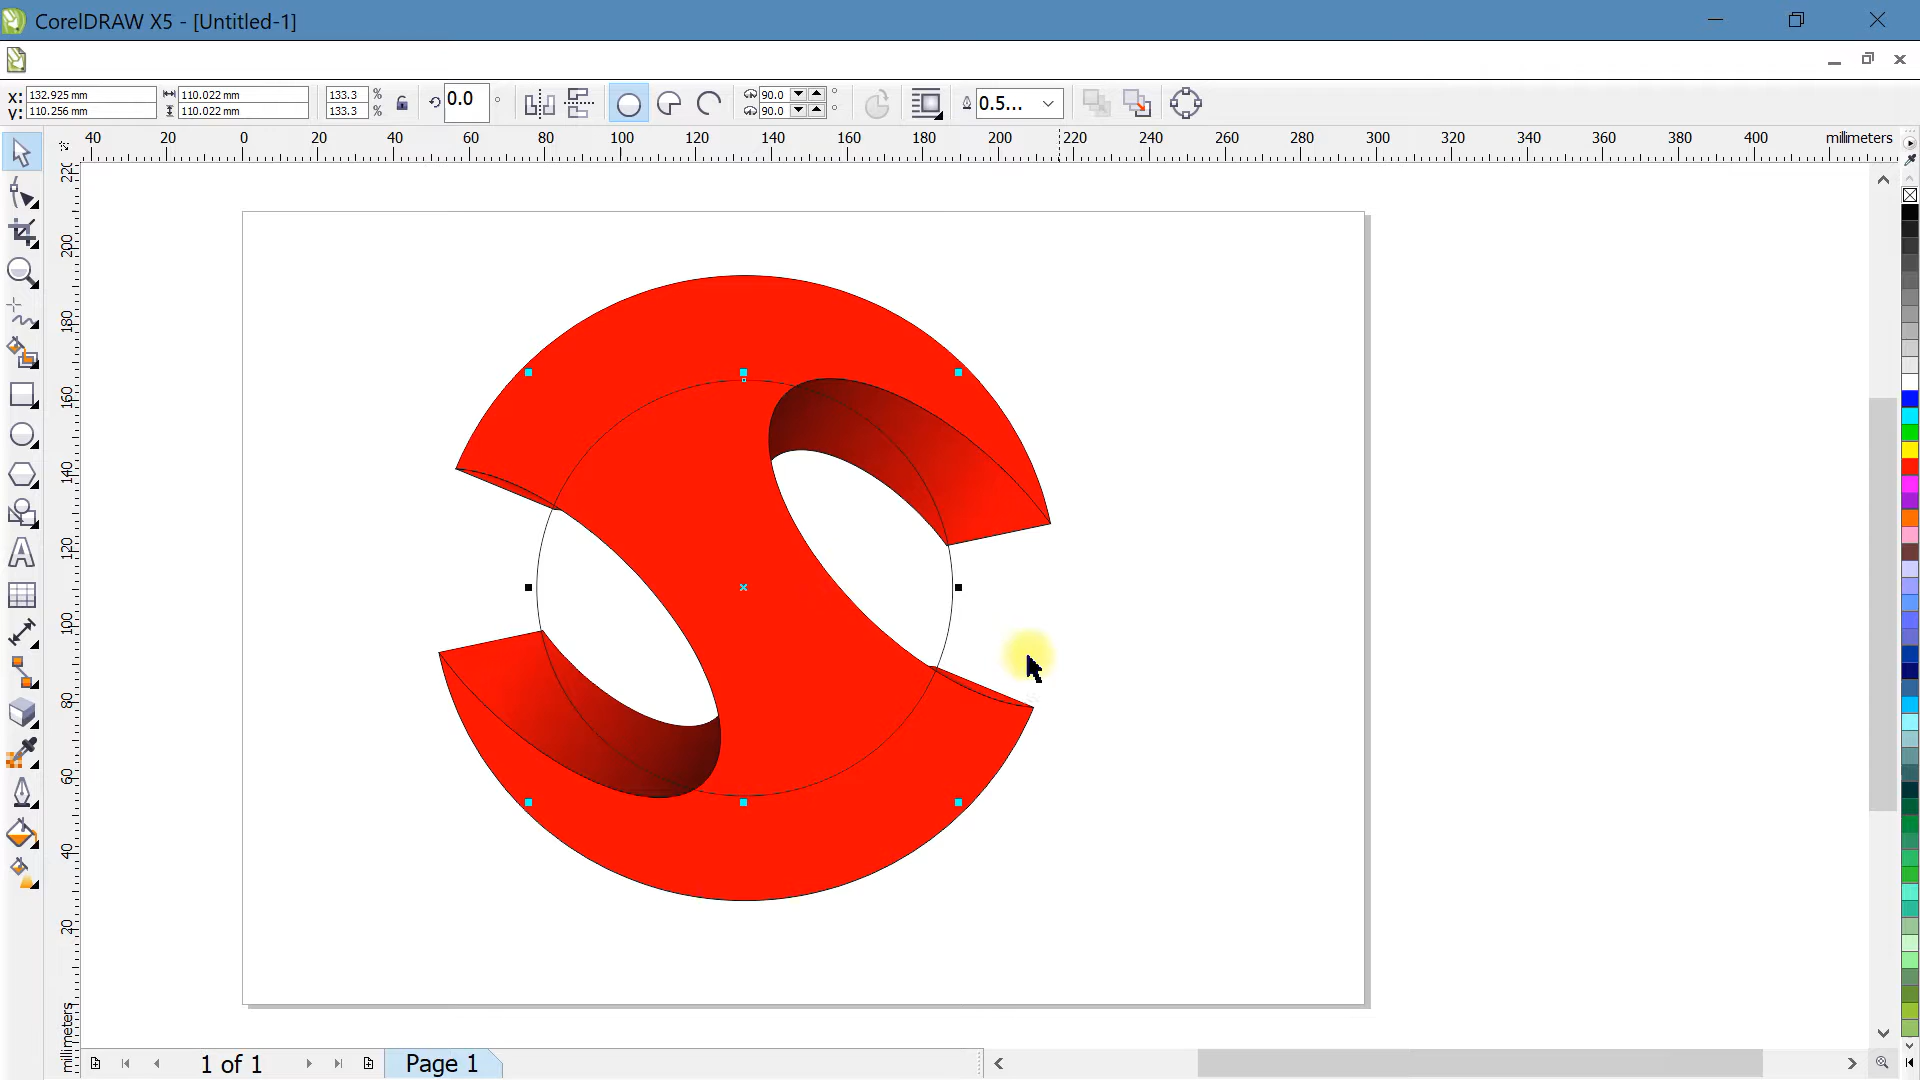 CorelDRAW X5 - [Untitled-1]
x: 132.925 mm 110.022 mm 133.3 % 0.0 ° 90.0 ° 0.5...
y: 110.256 mm 110.022 mm 133.3 % 90.0 °
40 20 0 20 40 60 80 100 120 140 160 180 200 220 240 260 280 300 320 340 360 380 400 millimeters
220
200
180
160
140
120
100
80
60
40
20
millimeters
1 of 1 Page 1